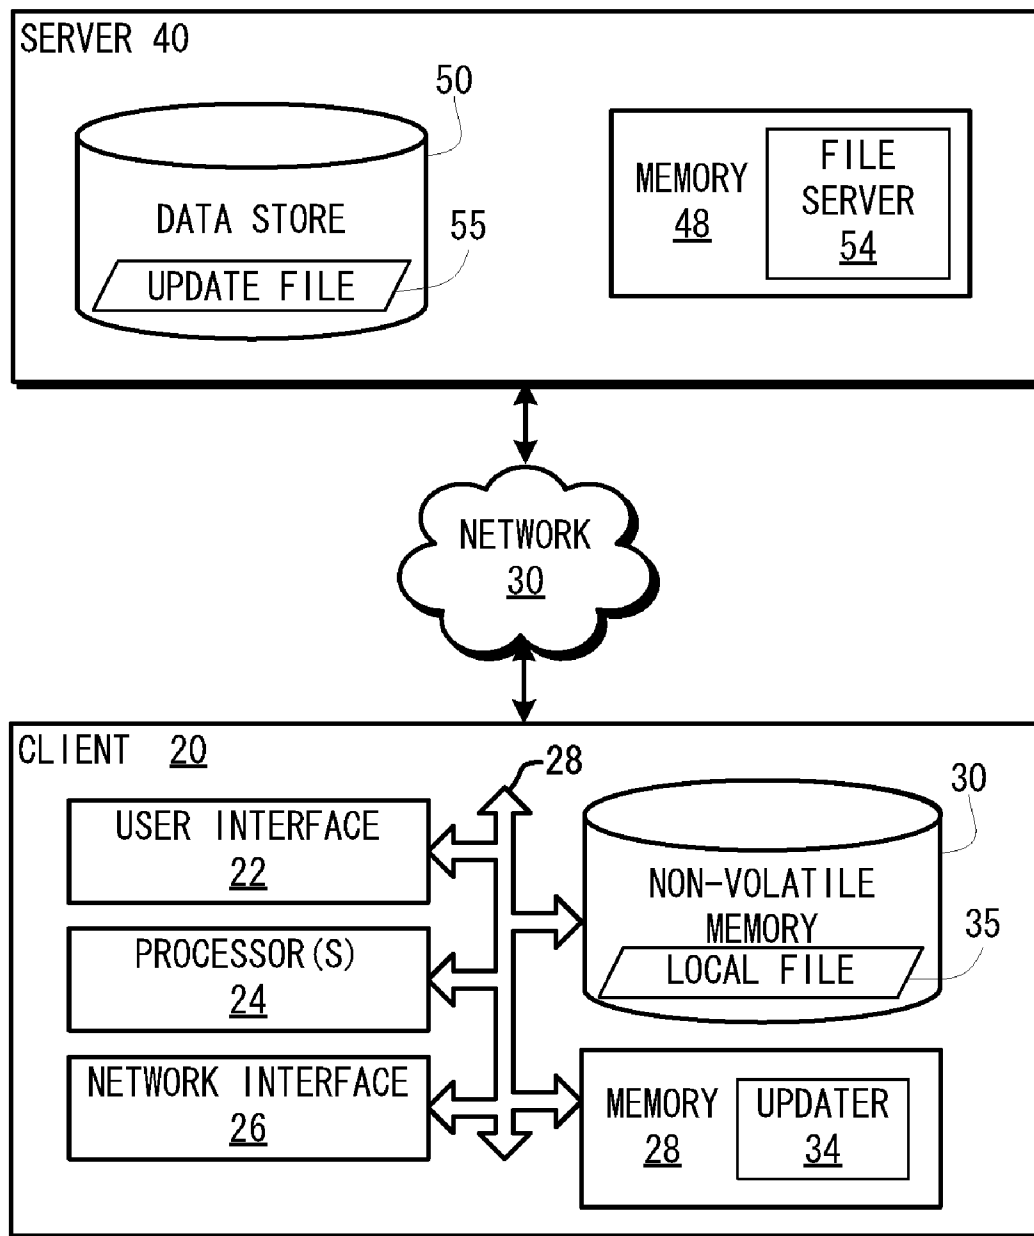 SERVER 40
50
DATA STORE
55
UPDATE FILE
MEMORY
48
FILE
SERVER
54
NETWORK
30
CLIENT 20
28
USER INTERFACE
22
PROCESSOR(S)
24
NETWORK INTERFACE
26
30
NON-VOLATILE
MEMORY
35
LOCAL FILE
MEMORY
28
UPDATER
34